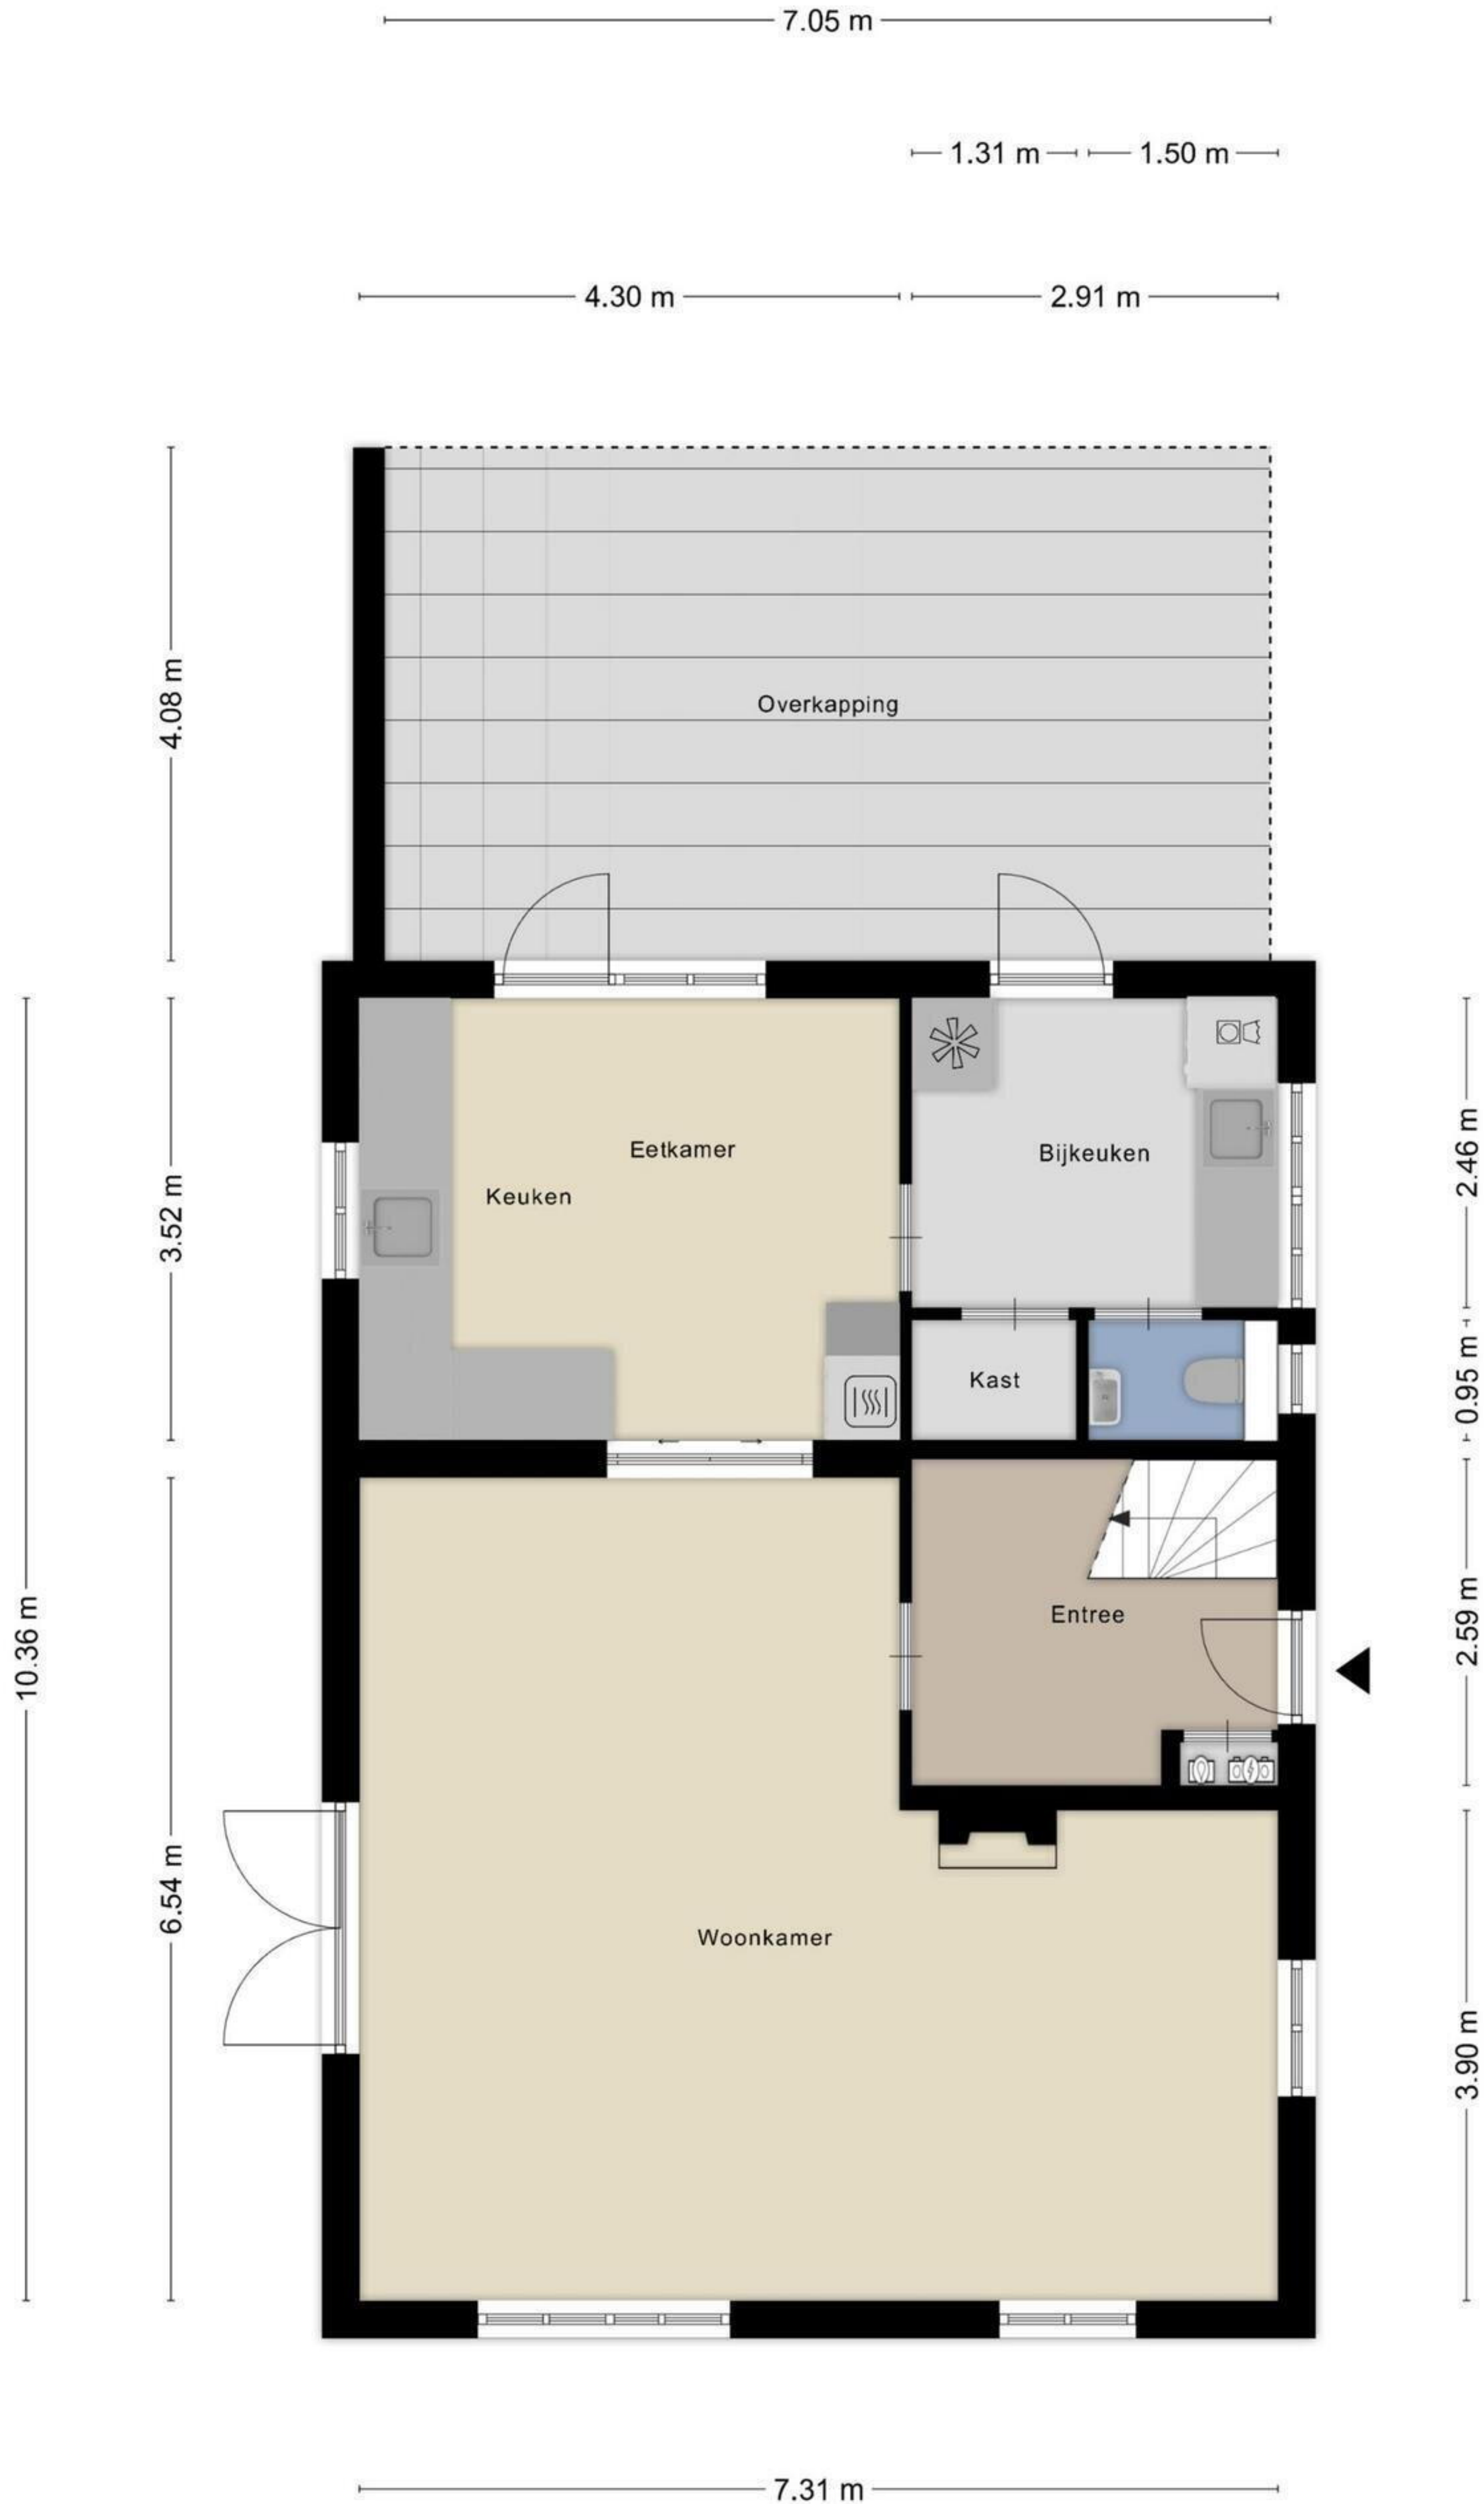 7.05 m
1.31 m
1.50 m
4.30 m
2.91 m
4.08 m
Overkapping
2.46 m
Eetkamer
Bijkeuken
Keuken
3.52 m
0.95 m
Kast
10.36 m
2.59 m
Entree
6.54 m
Woonkamer
3.90 m
7.31 m